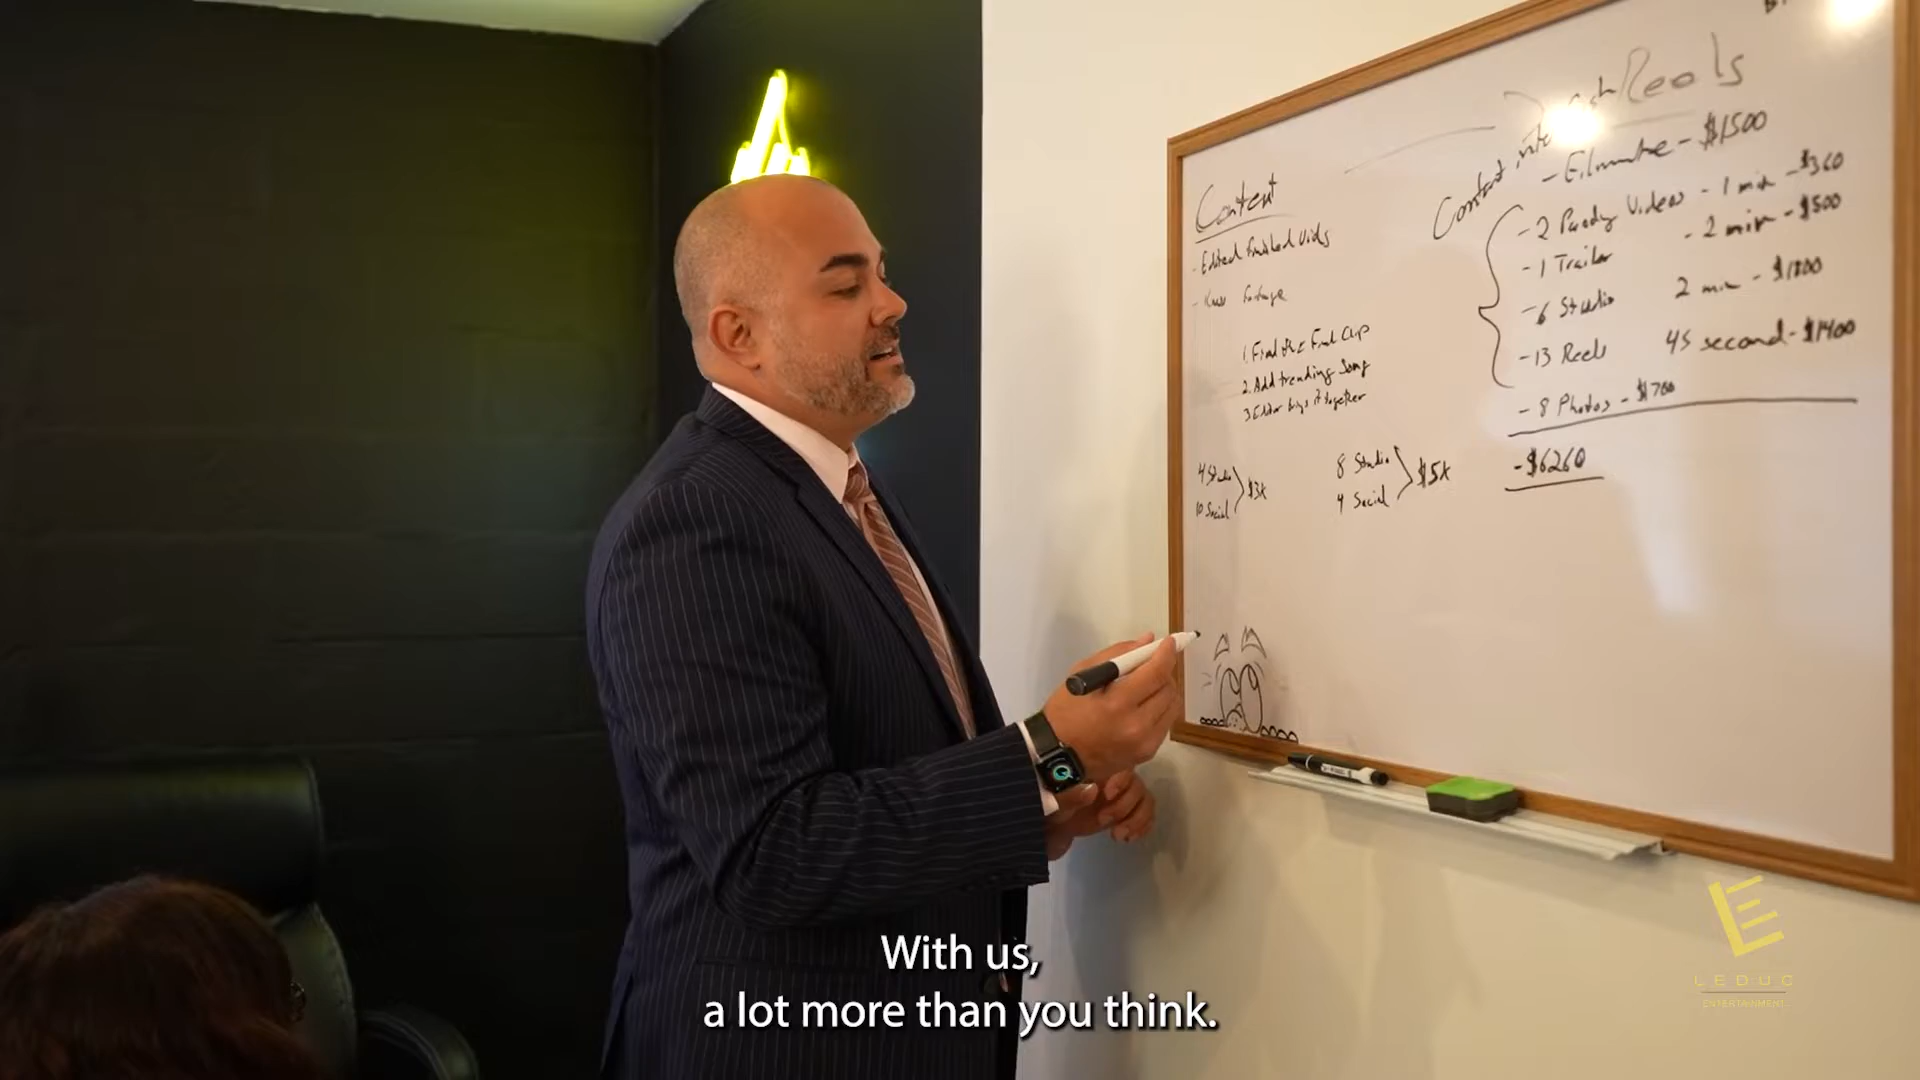 Content
- Edited Finished Vids
- Raw Footage
1. Find the Final Clip
2. Add trending Song
3. Editor brings it together
4 Studio
10 Social
$3k
8 Studio
4 Social
$5k
Reels
Content into
- Filmmaker - $1500
- 2 Parody Videos - 1 min - $360
- 1 Trailer - 2 min - $500
- 6 Studio 2 min - $1800
- 13 Reels 45 second - $1400
- 8 Photos - $700
- $6260
With us,
a lot more than you think.
LEDUC
ENTERTAINMENT